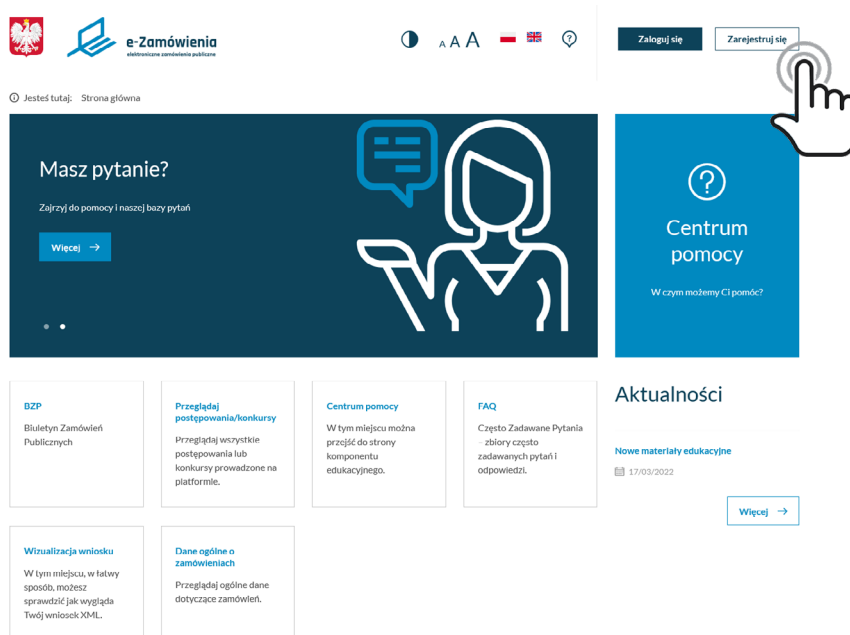 e-Zamówienia
elektroniczne zamówienia publiczne
A A A
?
Zaloguj się
Zarejestruj się
Jesteś tutaj: Strona główna
Masz pytanie?
Zajrzyj do pomocy i naszej bazy pytań
Więcej →
?
Centrum
pomocy
W czym możemy Ci pomóc?
BZP
Biuletyn Zamówień
Publicznych
Przeglądaj
postępowania/konkursy
Przeglądaj wszystkie
postępowania lub
konkursy prowadzone na
platformie.
Centrum pomocy
W tym miejscu można
przejść do strony
komponentu
edukacyjnego.
FAQ
Często Zadawane Pytania
– zbiory często
zadawanych pytań i
odpowiedzi.
Aktualności
Nowe materiały edukacyjne
17/03/2022
Więcej →
Wizualizacja wniosku
W tym miejscu, w łatwy
sposób, możesz
sprawdzić jak wygląda
Twój wniosek XML.
Dane ogólne o
zamówieniach
Przeglądaj ogólne dane
dotyczące zamówień.